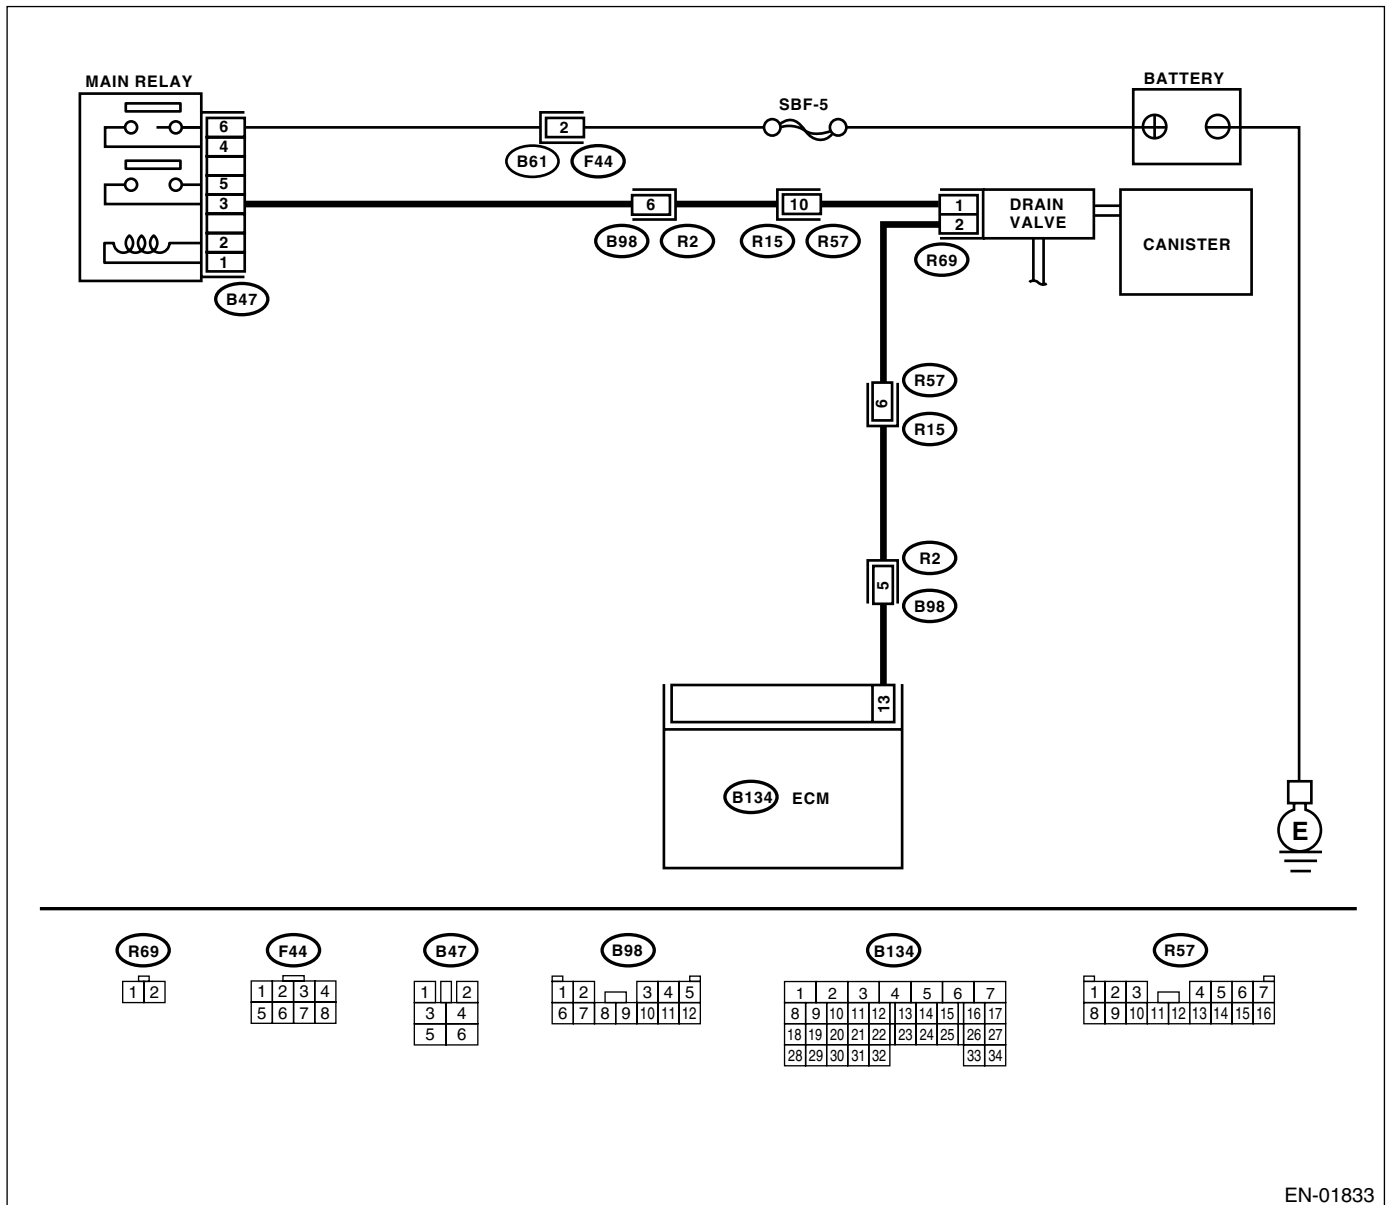 MAIN RELAY
BATTERY
SBF-5
6
4
5
3
2
1
B47
2
B61
F44
6
B98
R2
10
R15
R57
1
2
R69
DRAIN
VALVE
CANISTER
6
R57
R15
5
R2
B98
13
B134
ECM
E
R69
1 2
F44
1 2 3 4
5 6 7 8
B47
1 2
3 4
5 6
B98
1 2 3 4 5
6 7 8 9 10 11 12
B134
1 2 3 4 5 6 7
8 9 10 11 12 13 14 15 16 17
18 19 20 21 22 23 24 25 26 27
28 29 30 31 32 33 34
R57
1 2 3 4 5 6 7
8 9 10 11 12 13 14 15 16
EN-01833